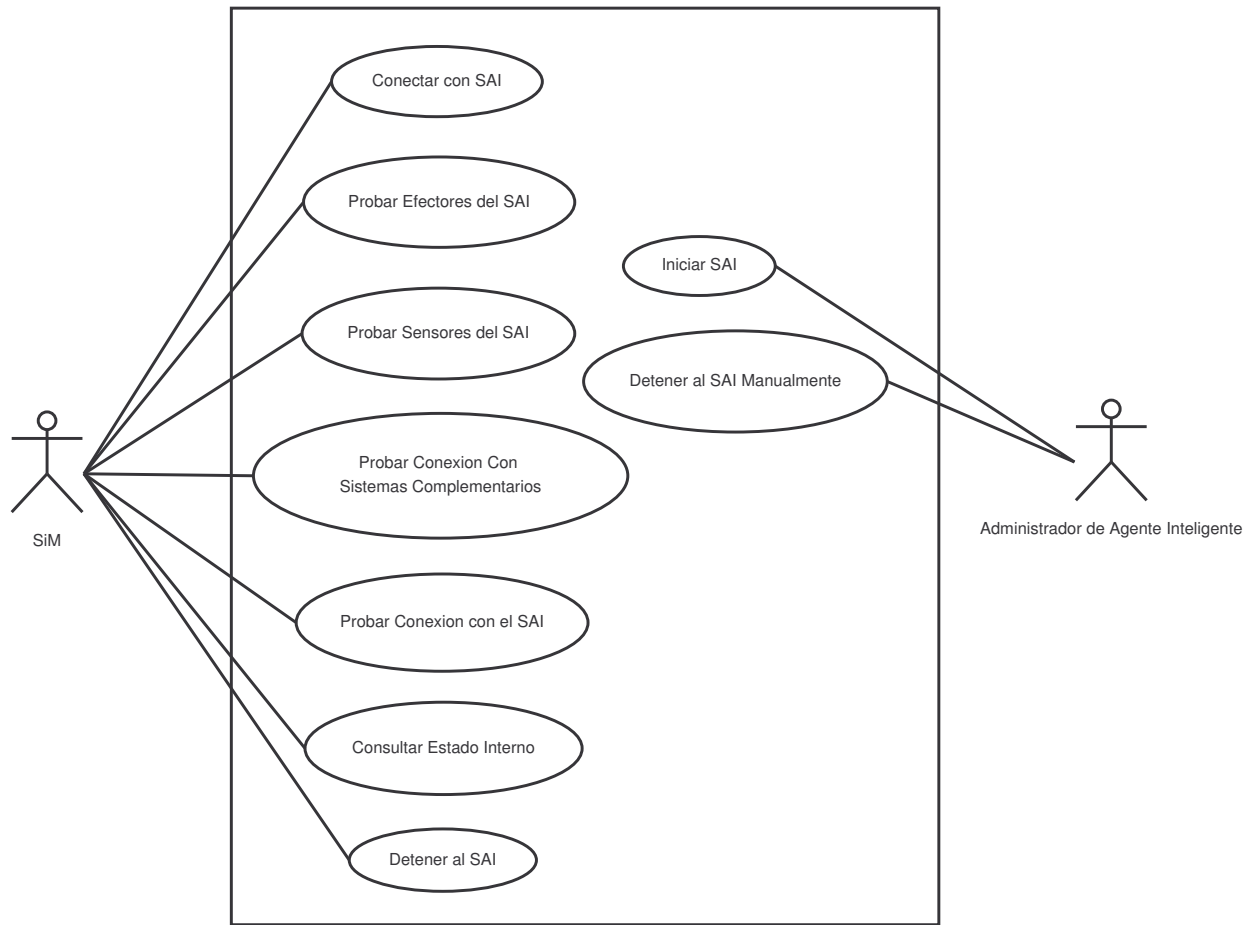 Conectar con SAI
Probar Efectores del SAI
Iniciar SAI
Probar Sensores del SAI
Detener al SAI Manualmente
Probar Conexion Con
Sistemas Complementarios
SiM
Administrador de Agente Inteligente
Probar Conexion con el SAI
Consultar Estado Interno
Detener al SAI